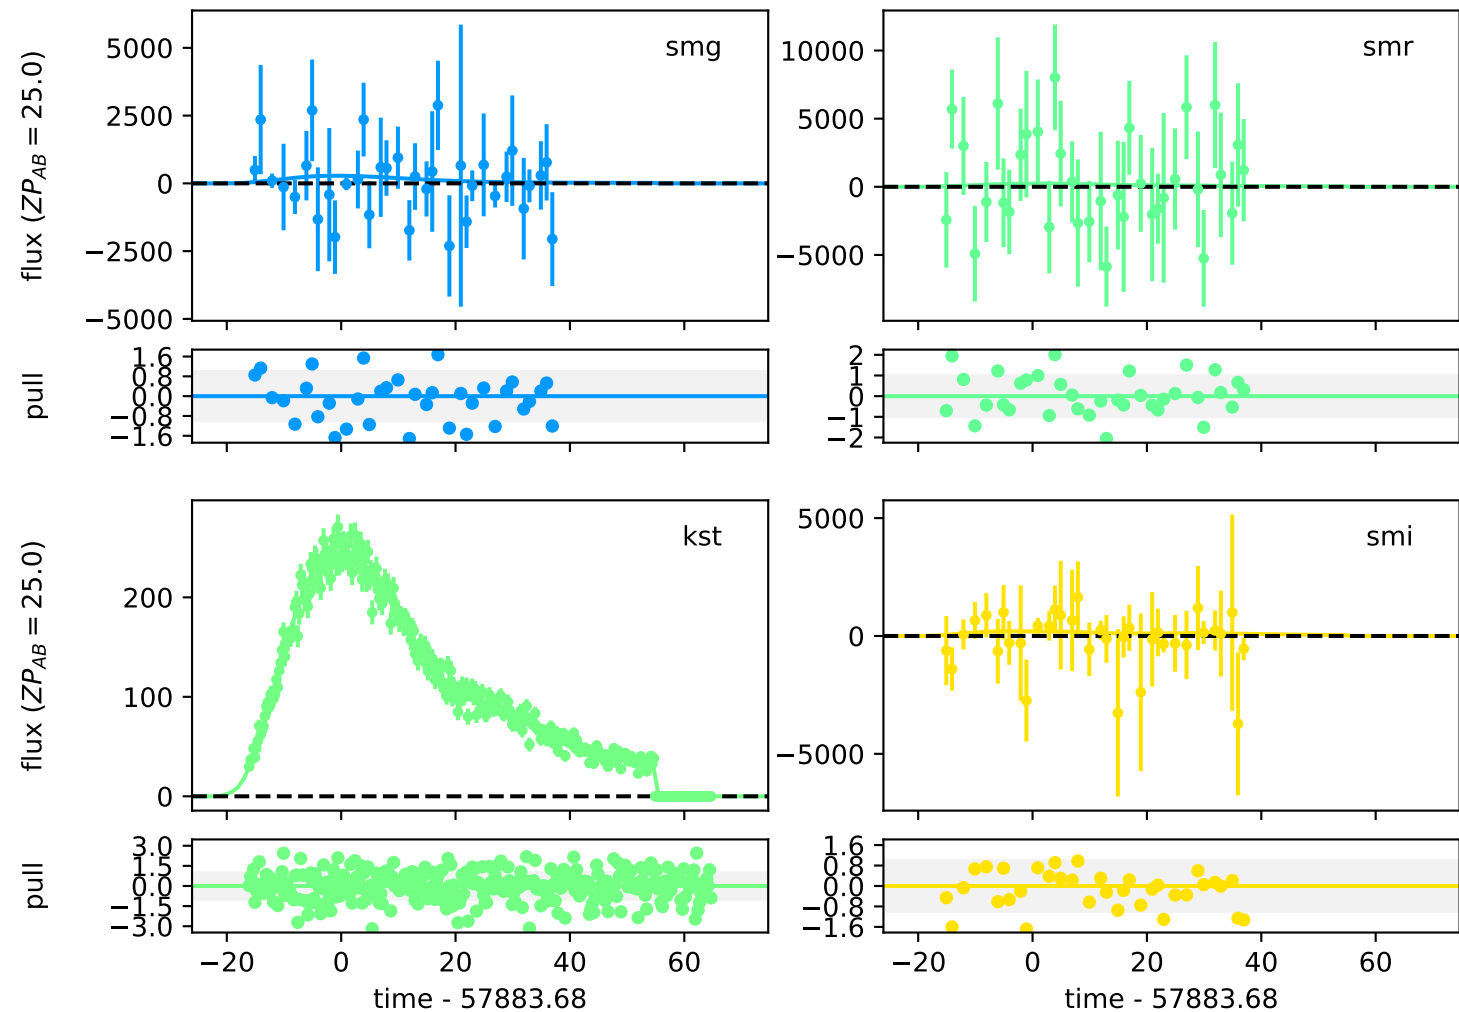 smg
flux (ZP_AB = 25.0)
5000
2500
0
−2500
−5000
smr
10000
5000
0
−5000
pull
1.6
0.8
0.0
−0.8
−1.6
2
1
0
−1
−2
kst
flux (ZP_AB = 25.0)
200
100
0
smi
5000
0
−5000
pull
3.0
1.5
0.0
−1.5
−3.0
−20 0 20 40 60
time - 57883.68
1.6
0.8
0.0
−0.8
−1.6
−20 0 20 40 60
time - 57883.68